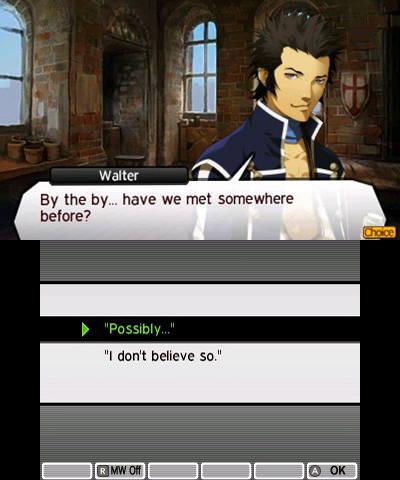 Walter
By the by... have we met somewhere
before?
Choice
"Possibly..."
"I don't believe so."
R MW Off
A OK